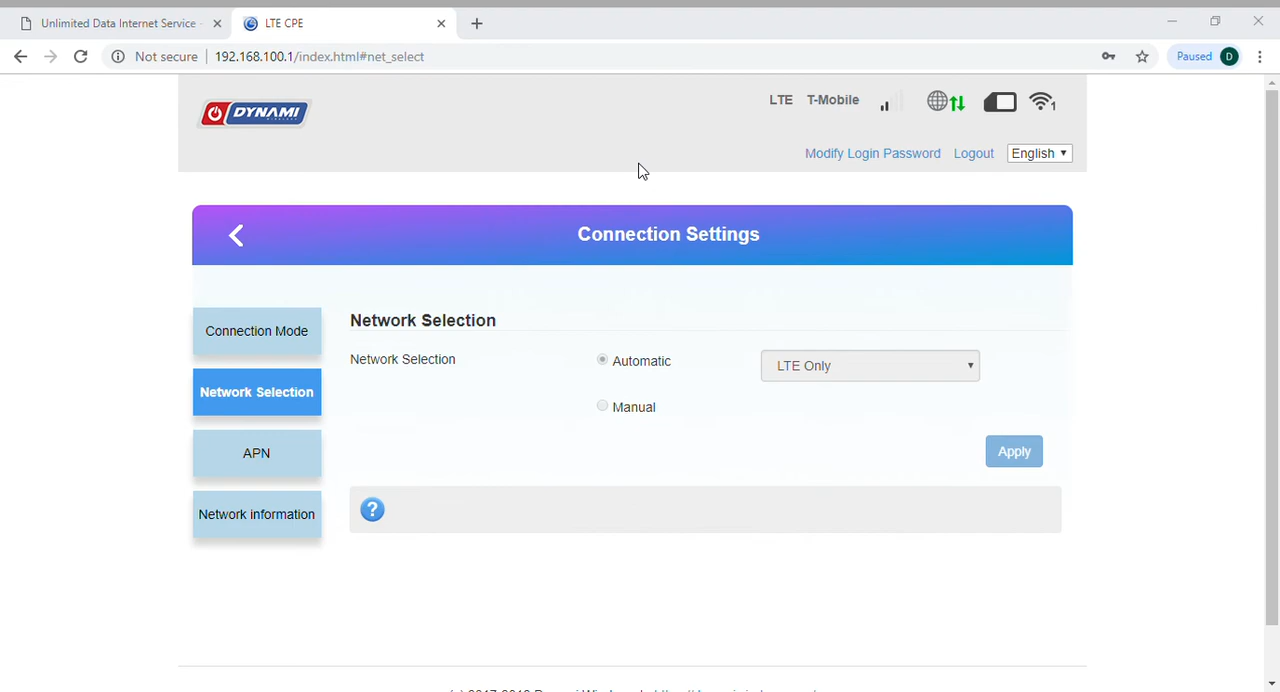 Unlimited Data Internet Service
LTE CPE
Not secure
192.168.100.1/index.html#net_select
Paused
D
DYNAMI
LTE T-Mobile
1
Modify Login Password Logout English
Connection Settings
Connection Mode
Network Selection
APN
Network information
Network Selection
Network Selection
Automatic
LTE Only
Manual
Apply
?